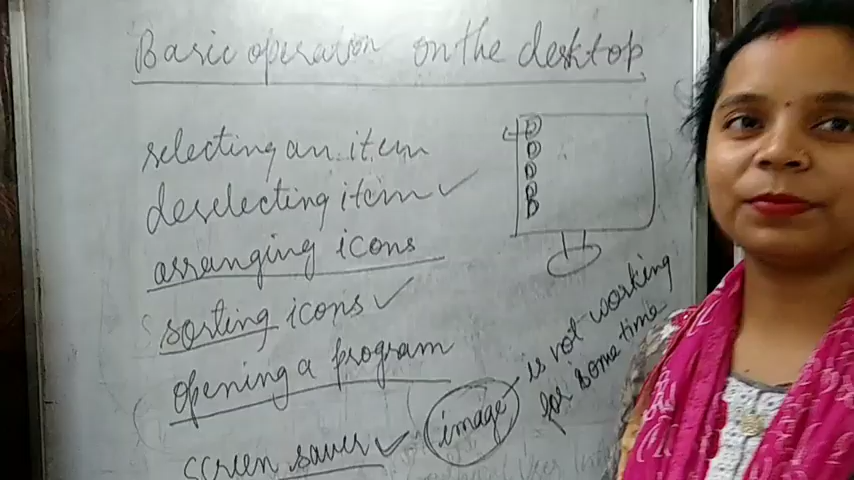 Basic operation on the desktop
selecting an item
deselecting item ✓
arranging icons
sorting icons ✓
opening a program
screen saver ✓
image
is not working
for some time